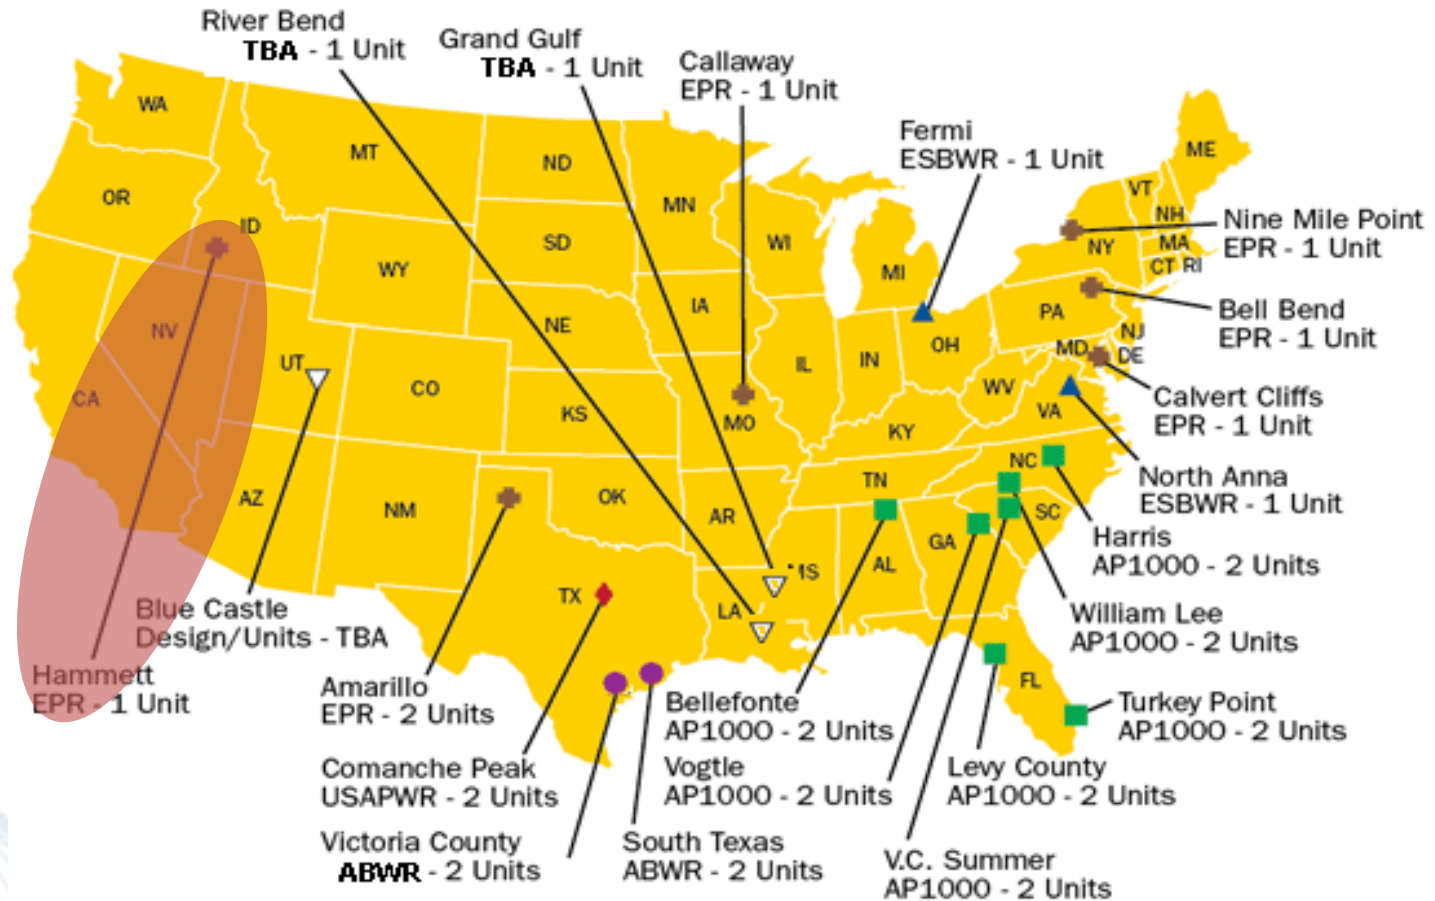 River Bend
TBA - 1 Unit
Grand Gulf
TBA - 1 Unit
Callaway
EPR - 1 Unit
Fermi
ESBWR - 1 Unit
Nine Mile Point
EPR - 1 Unit
Bell Bend
EPR - 1 Unit
Calvert Cliffs
EPR - 1 Unit
North Anna
ESBWR - 1 Unit
Harris
AP1000 - 2 Units
William Lee
AP1000 - 2 Units
Turkey Point
AP1000 - 2 Units
Levy County
AP1000 - 2 Units
V.C. Summer
AP1000 - 2 Units
Bellefonte
AP1000 - 2 Units
Vogtle
AP1000 - 2 Units
South Texas
ABWR - 2 Units
Victoria County
ABWR - 2 Units
Comanche Peak
USAPWR - 2 Units
Amarillo
EPR - 2 Units
Blue Castle
Design/Units - TBA
Hammett
EPR - 1 Unit
WA
MT
ND
MN
OR
ID
WY
SD
WI
MI
ME
VT
NH
NY
MA
CT RI
NV
UT
CO
NE
IA
IL
IN
OH
PA
NJ
MD
DE
CA
KS
MO
KY
WV
VA
AZ
NM
OK
AR
TN
NC
SC
TX
LA
MS
AL
GA
FL